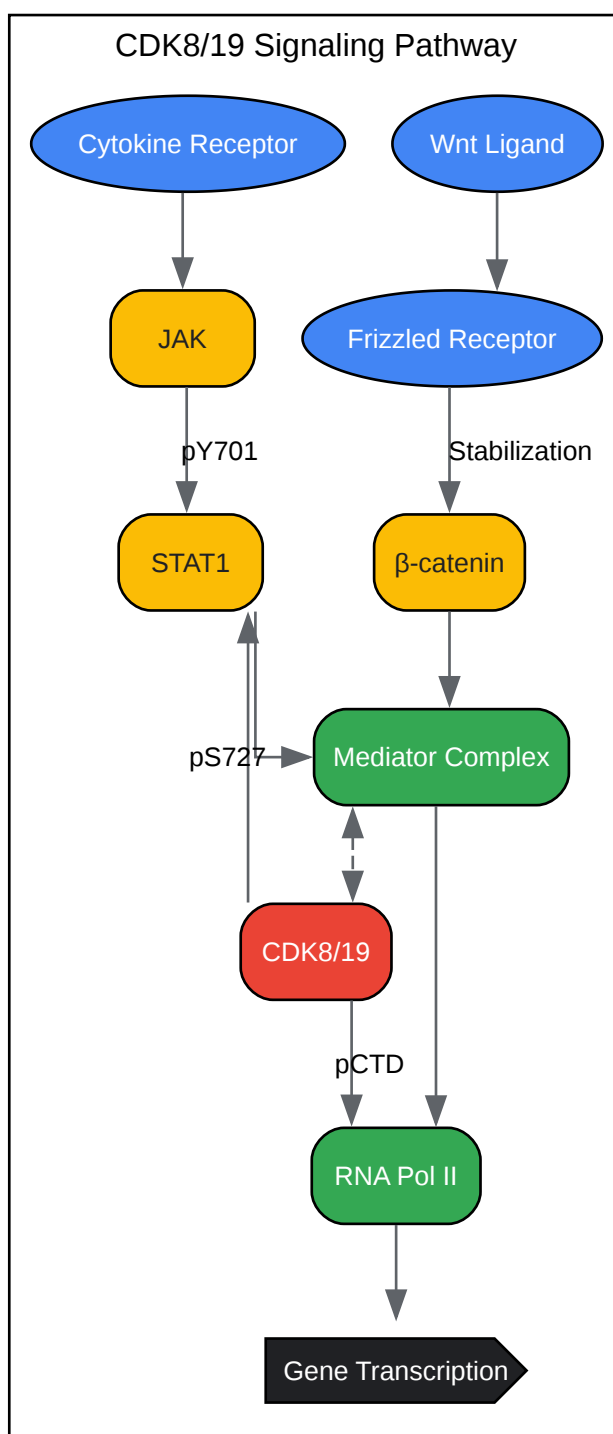 CDK8/19 Signaling Pathway
Cytokine Receptor
Wnt Ligand
JAK
Frizzled Receptor
pY701
Stabilization
STAT1
β-catenin
pS727
Mediator Complex
CDK8/19
pCTD
RNA Pol II
Gene Transcription